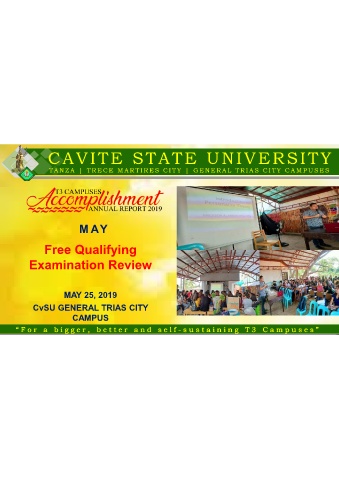 CAVITE STATE UNIVERSITY
TANZA | TRECE MARTIRES CITY | GENERAL TRIAS CITY CAMPUSES
T3 CAMPUSES
Accomplishment
ANNUAL REPORT 2019
MAY
Free Qualifying
Examination Review
MAY 25, 2019
CvSU GENERAL TRIAS CITY
CAMPUS
"For a bigger, better and self-sustaining T3 Campuses"